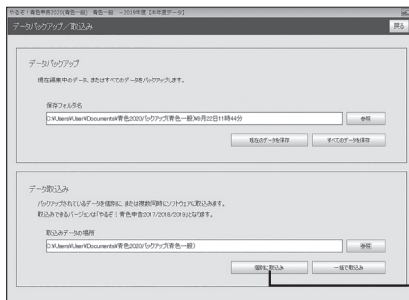 やるぞ！青色申告2020(青色一般) 青色一般 -2019年度【本年度データ】
データバックアップ／取込み
戻る
データバックアップ
現在編集中のデータ、またはすべてのデータをバックアップします。
保存フォルダ名
C:¥Users¥User¥Documents¥青色2020バックアップ(青色一般)¥9月22日11時44分
参照
現在のデータを保存
すべてのデータを保存
データ取込み
バックアップされているデータを個別に、または複数同時にソフトウェアに取込みます。
取込みできるバージョンは「やるぞ！青色申告2017/2018/2019」となります。
取込みデータの場所
C:¥Users¥User¥Documents¥青色2020バックアップ(青色一般)
参照
個別に取込み
一括で取込み